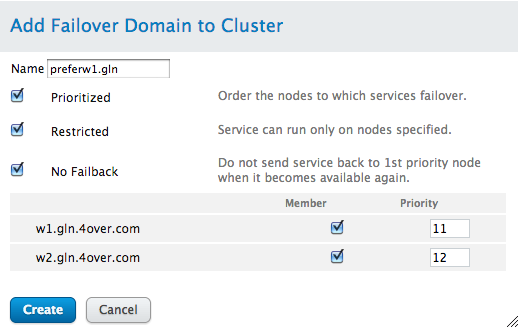 Add Failover Domain to Cluster
Name preferw1.gln
Prioritized Order the nodes to which services failover.
Restricted Service can run only on nodes specified.
No Failback Do not send service back to 1st priority node
when it becomes available again.
Member Priority
w1.gln.4over.com 11
w2.gln.4over.com 12
Create Cancel